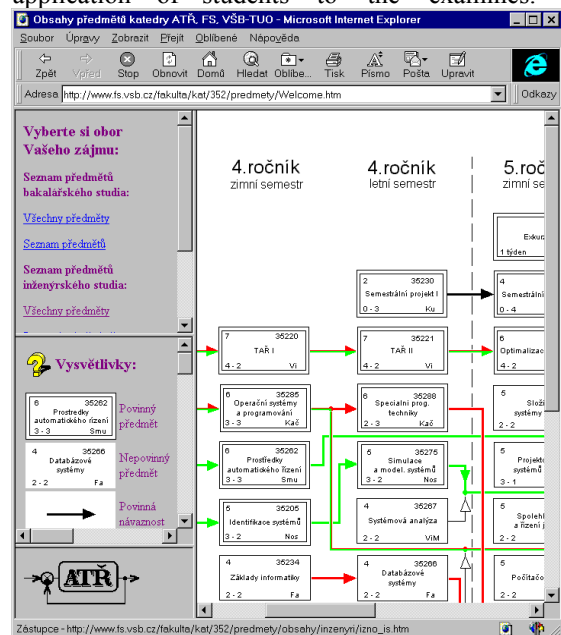 application of students to the examinees.
Obsahy předmětů katedry ATŘ, FS, VŠB-TUO - Microsoft Internet Explorer
Soubor Úpravy Zobrazit Přejít Oblíbené Nápověda
Zpět Vpřed Stop Obnovit Domů Hledat Oblíbe... Tisk Písmo Pošta Upravit
Adresa http://www.fs.vsb.cz/fakulta/kat/352/predmety/Welcome.htm Odkazy
Vyberte si obor
Vašeho zájmu:
Seznam předmětů
bakalářského studia:
Všechny předměty
Seznam předmětů
Seznam předmětů
inženýrského studia:
Všechny předměty
Vysvětlivky:
6 35262
Prostredky
automatického řízení
3 - 3 Smu
Povinný
předmět
4 35266
Databázové
systémy
2 - 2 Fa
Nepovinný
předmět
Povinná
návaznost
ATŘ
4.ročník
zimní semestr
4.ročník
letní semestr
5.roč
zimní se
Exkur
1 týden
2 35230
Semestrální projekt I
0 - 3 Ku
4
Semestrální
0 - 4
7 35220
TAŘ I
4 - 2 Vi
7 35221
TAŘ II
4 - 2 Vi
6
Optimalizac
4 - 2
6 35285
Operační systémy
a programování
3 - 3 Kač
6 35288
Specialní prog.
techniky
2 - 3 Kač
5
Složi
systémy
2 - 2
6 35262
Prostředky
automatického řízení
3 - 3 Smu
5 35275
Simulace
a model. systémů
3 - 2 Nos
5
Projekto
systémů
3 - 1
5 35205
Identifikace systémů
3 - 2 Nos
4 35267
Systémová analýza
2 - 2 ViM
5
Spolehl
a řízení j
2 - 2
4 35234
Základy informatiky
2 - 2 Fa
4 35266
Databázové
systémy
2 - 2 Fa
5
Počítačo
2 - 2
Zástupce - http://www.fs.vsb.cz/fakulta/kat/352/predmety/obsahy/inzenyri/izno_is.htm